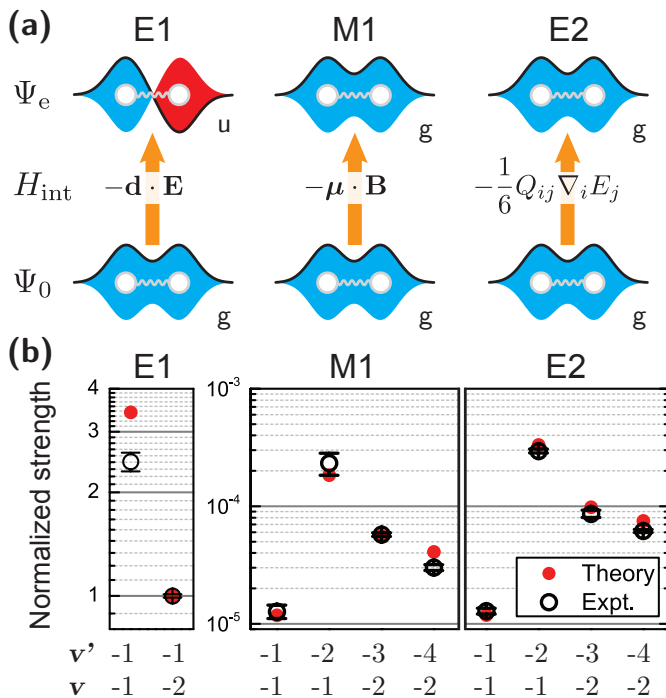 (a) E1 M1 E2
Ψe
u g g
Hint −d · E −μ · B −1/6 Qij∇iEj
Ψ0
g g g
(b) E1 M1 E2
Normalized strength
4
3
2
1
10^-3
10^-4
10^-5
Theory
Expt.
v' -1 -1 -1 -2 -3 -4 -1 -2 -3 -4
v -1 -2 -1 -1 -2 -2 -1 -1 -2 -2